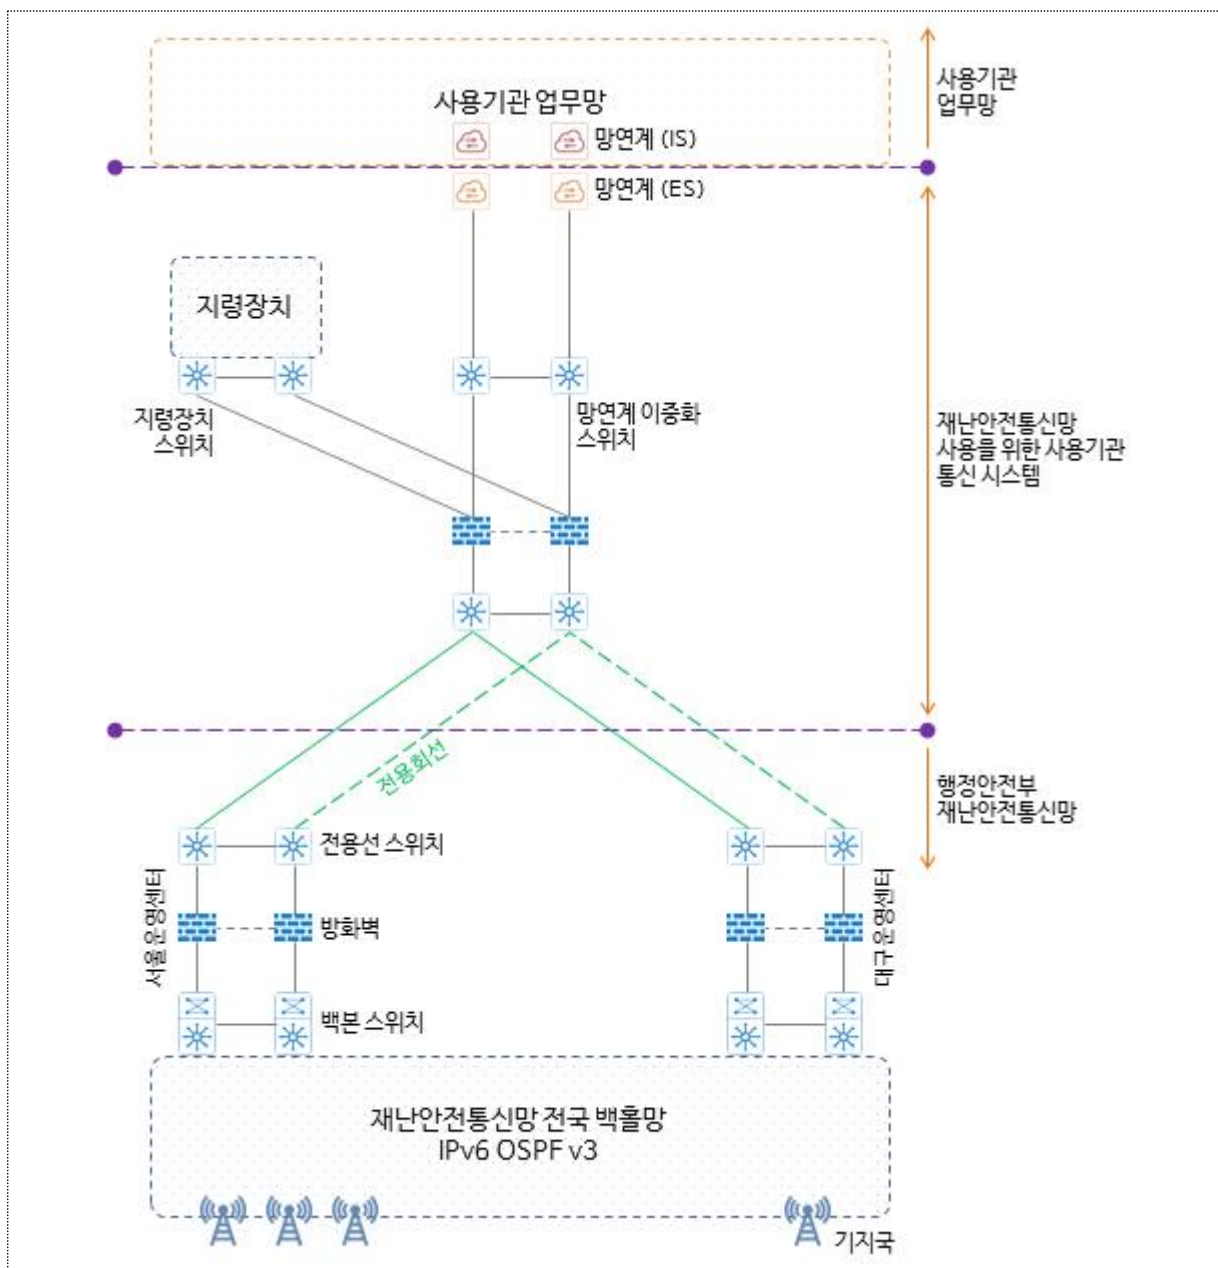 사용기관 업무망
사용기관
업무망
망연계 (IS)
망연계 (ES)
지령장치
지령장치
스위치
망연계 이중화
스위치
재난안전통신망
사용을 위한 사용기관
통신 시스템
전용회선
행정안전부
재난안전통신망
전용선 스위치
서울운영센터
방화벽
대구운영센터
백본 스위치
재난안전통신망 전국 백홀망
IPv6 OSPF v3
기지국